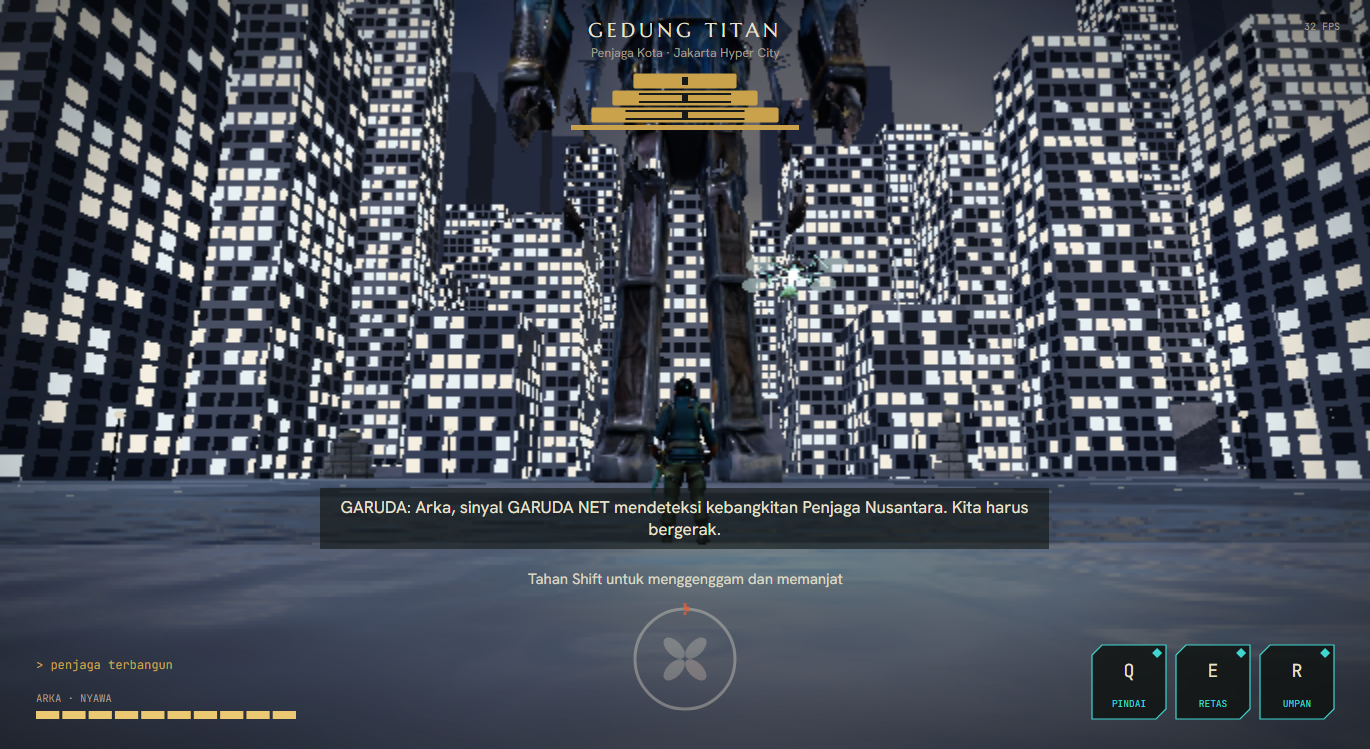 GEDUNG TITAN
Penjaga Kota · Jakarta Hyper City
32 FPS
GARUDA: Arka, sinyal GARUDA NET mendeteksi kebangkitan Penjaga Nusantara. Kita harus
bergerak.
Tahan Shift untuk menggenggam dan memanjat
> penjaga terbangun
ARKA · NYAWA
Q
PINDAI
E
RETAS
R
UMPAN